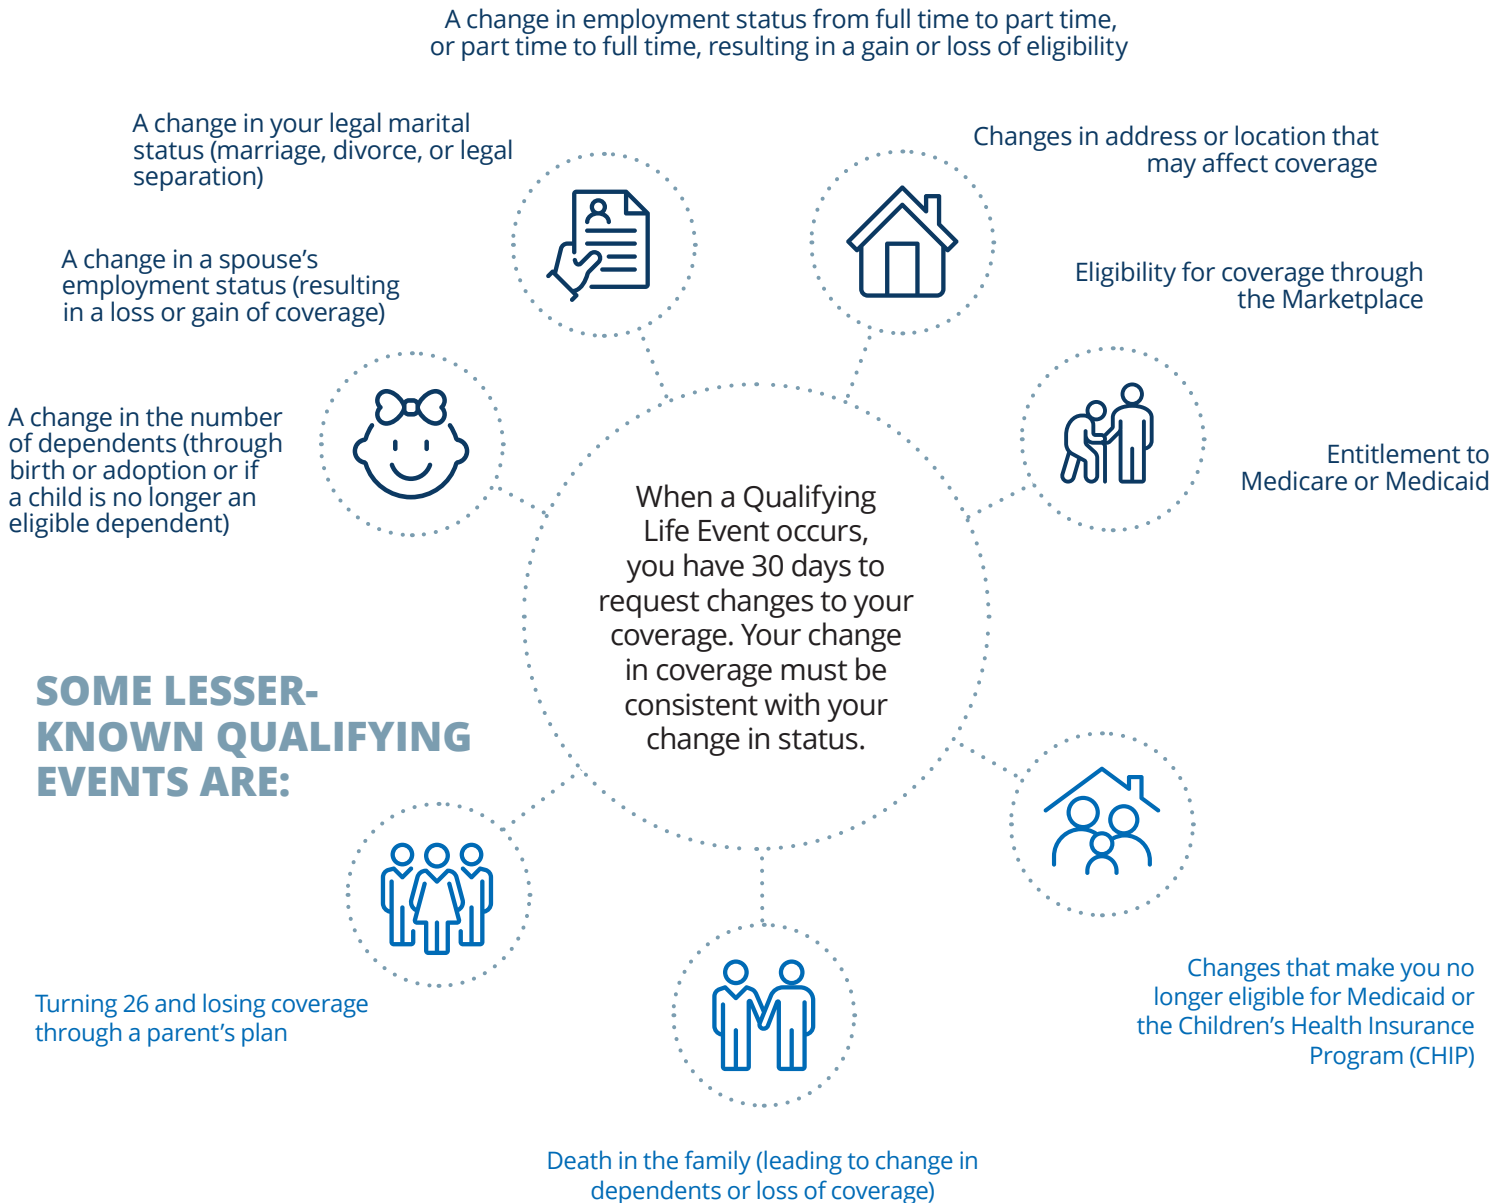 A change in employment status from full time to part time,
or part time to full time, resulting in a gain or loss of eligibility
A change in your legal marital
status (marriage, divorce, or legal
separation)
Changes in address or location that
may affect coverage
A change in a spouse’s
employment status (resulting
in a loss or gain of coverage)
Eligibility for coverage through
the Marketplace
A change in the number
of dependents (through
birth or adoption or if
a child is no longer an
eligible dependent)
Entitlement to
Medicare or Medicaid
When a Qualifying
Life Event occurs,
you have 30 days to
request changes to your
coverage. Your change
in coverage must be
consistent with your
change in status.
SOME LESSER-
KNOWN QUALIFYING
EVENTS ARE:
Turning 26 and losing coverage
through a parent’s plan
Death in the family (leading to change in
dependents or loss of coverage)
Changes that make you no
longer eligible for Medicaid or
the Children’s Health Insurance
Program (CHIP)